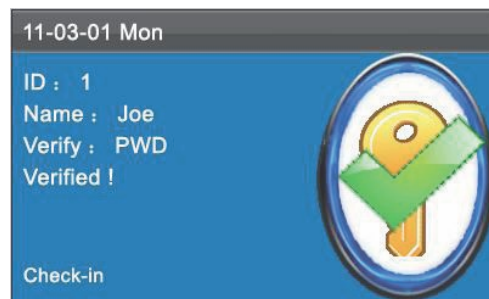 11-03-01 Mon
ID : 1
Name : Joe
Verify : PWD
Verified !
Check-in